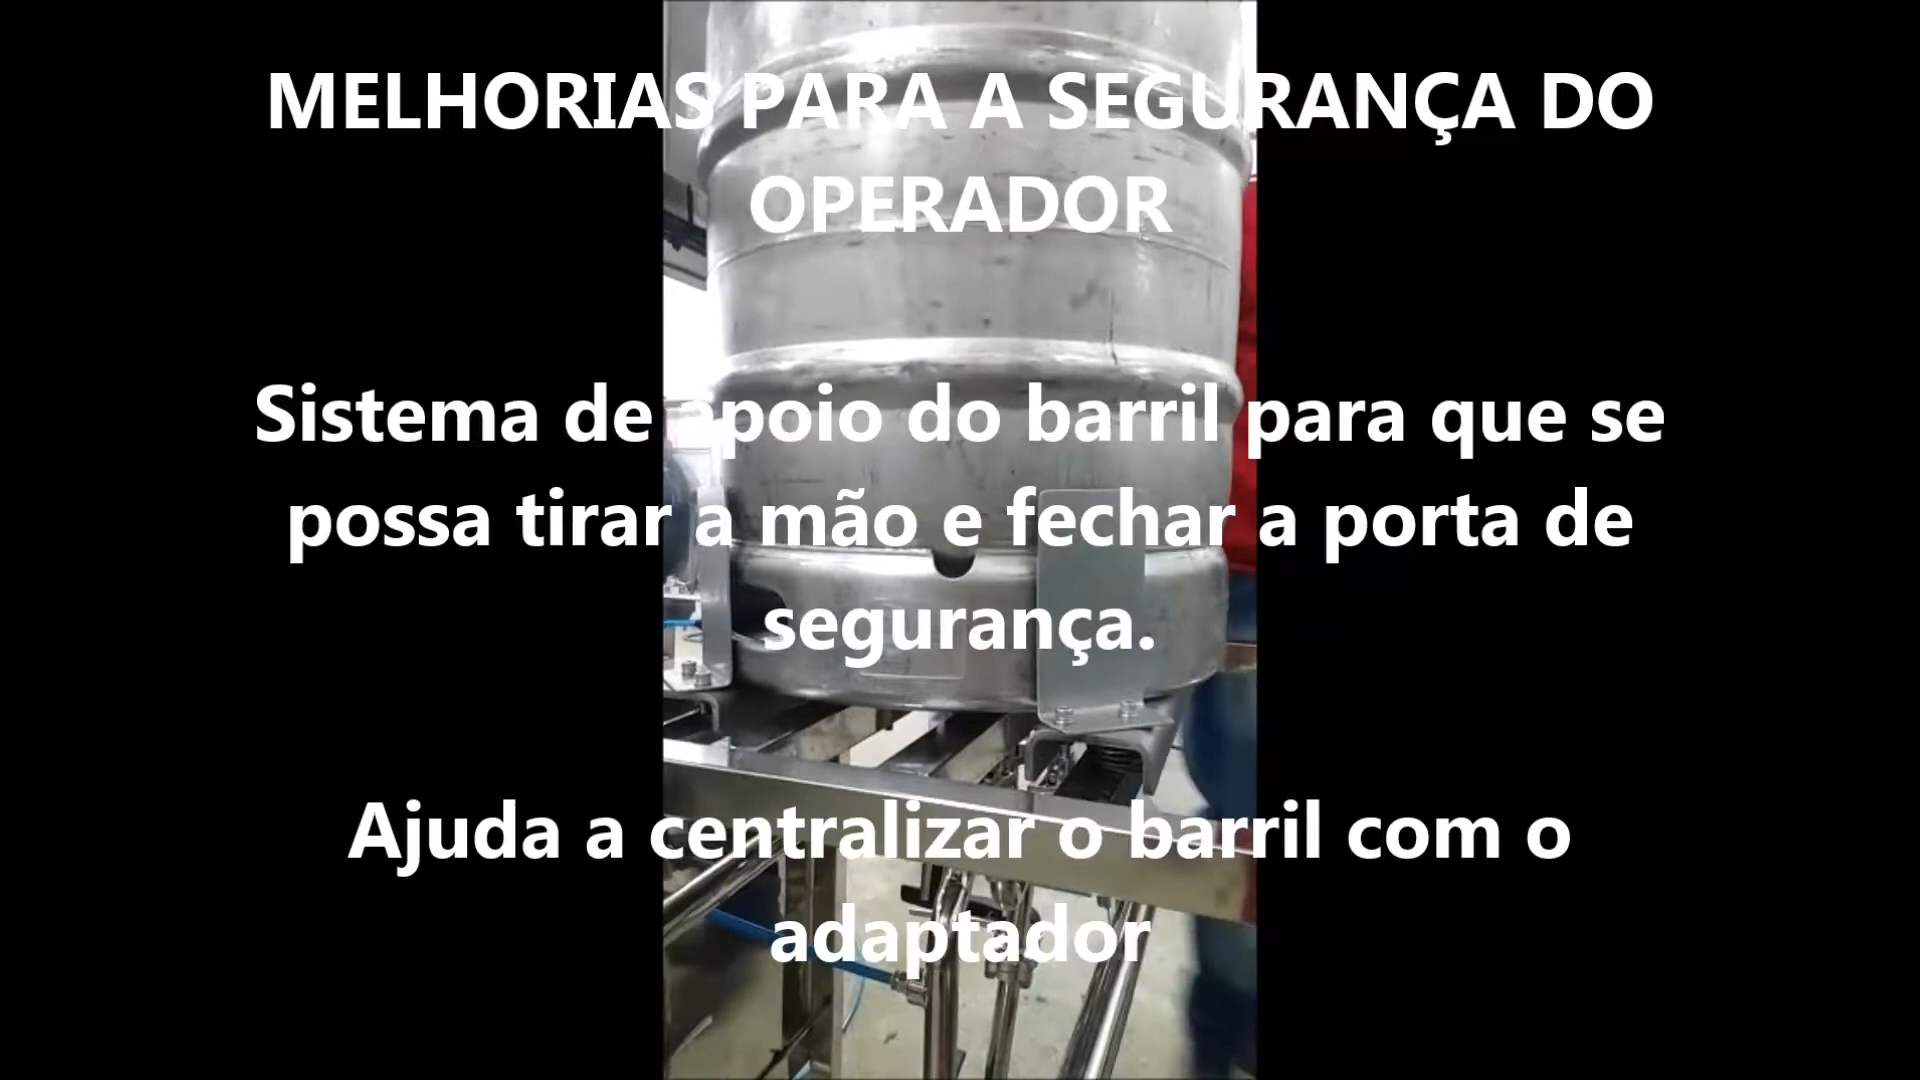 MELHORIAS PARA A SEGURANÇA DO
OPERADOR
Sistema de apoio do barril para que se
possa tirar a mão e fechar a porta de
segurança.
Ajuda a centralizar o barril com o
adaptador